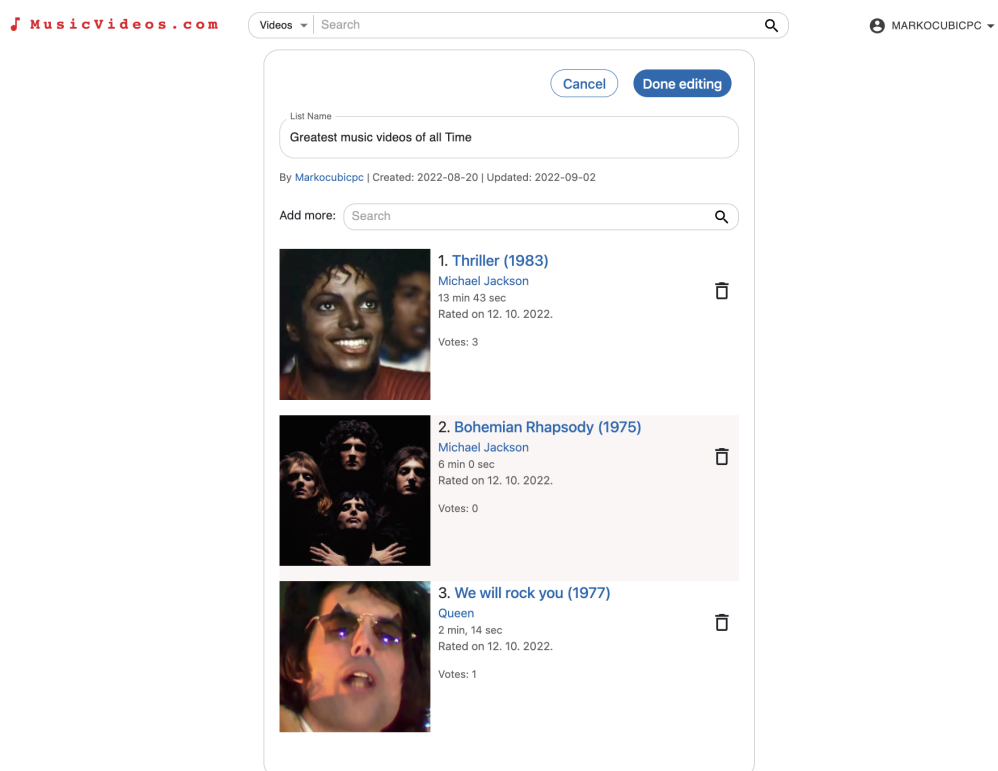 MusicVideos.com
Videos
Search
MARKOCUBICPC
Cancel
Done editing
List Name
Greatest music videos of all Time
By Markocubicpc | Created: 2022-08-20 | Updated: 2022-09-02
Add more: Search
1. Thriller (1983)
Michael Jackson
13 min 43 sec
Rated on 12. 10. 2022.
Votes: 3
2. Bohemian Rhapsody (1975)
Michael Jackson
6 min 0 sec
Rated on 12. 10. 2022.
Votes: 0
3. We will rock you (1977)
Queen
2 min, 14 sec
Rated on 12. 10. 2022.
Votes: 1